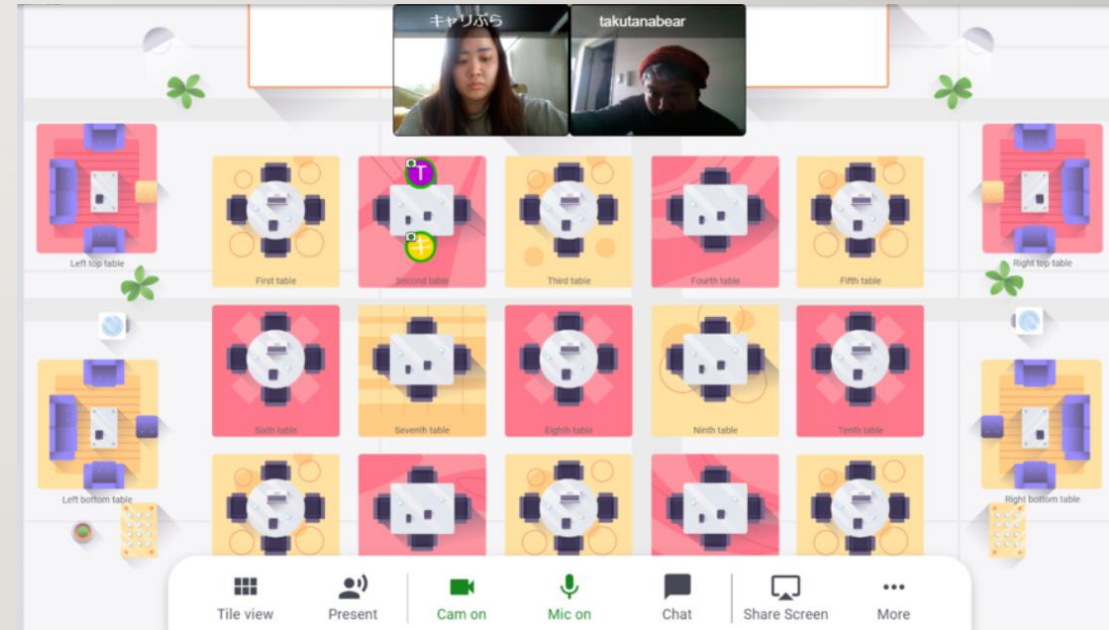 キャリぷら
takutanabear
T
キ
Left top table
First table
Second table
Third table
Fourth table
Fifth table
Right top table
Sixth table
Seventh table
Eighth table
Ninth table
Tenth table
Left bottom table
Right bottom table
Tile view
Present
Cam on
Mic on
Chat
Share Screen
More